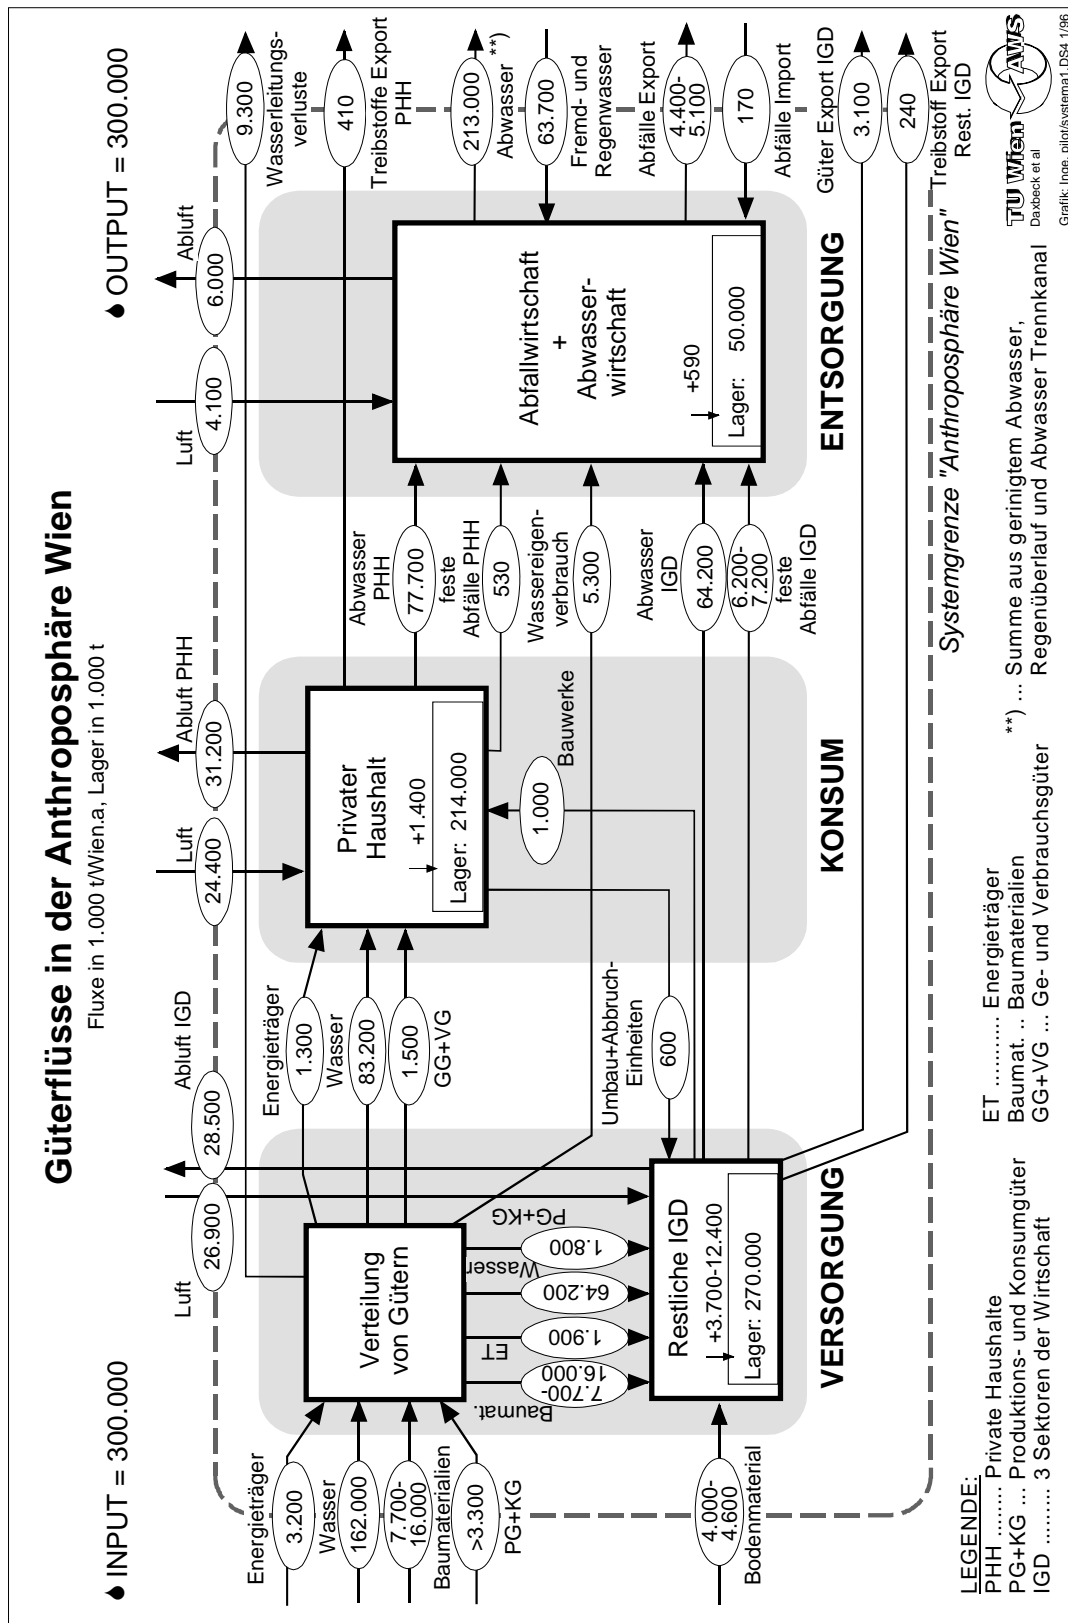 Güterflüsse in der Anthroposphäre Wien
Fluxe in 1.000 t/Wien.a, Lager in 1.000 t
INPUT = 300.000
OUTPUT = 300.000
Luft
26.900
Abluft IGD
28.500
Luft
24.400
Abluft PHH
31.200
Luft
4.100
Abluft
6.000
Energieträger
3.200
Wasser
162.000
7.700-
16.000
Baumaterialien
>3.300
PG+KG
4.000-
4.600
Bodenmaterial
Verteilung
von Gütern
Baumat.
7.700-
16.000
ET
1.900
Wasser
64.200
PG+KG
1.800
Restliche IGD
+3.700-12.400
Lager: 270.000
VERSORGUNG
Energieträger
1.300
Wasser
83.200
1.500
GG+VG
Umbau+Abbruch-
Einheiten
600
Privater
Haushalt
+1.400
Lager: 214.000
1.000
Bauwerke
KONSUM
Abwasser
PHH
77.700
feste
Abfälle PHH
530
Wassereigen-
verbrauch
5.300
Abwasser
IGD
64.200
6.200-
7.200
feste
Abfälle IGD
Abfallwirtschaft
+
Abwasser-
wirtschaft
+590
Lager: 50.000
ENTSORGUNG
9.300
Wasserleitungs-
verluste
410
Treibstoffe Export
PHH
213.000
Abwasser **)
63.700
Fremd- und
Regenwasser
Abfälle Export
4.400-
5.100
170
Abfälle Import
Güter Export IGD
3.100
240
Treibstoff Export
Rest. IGD
Systemgrenze "Anthroposphäre Wien"
LEGENDE:
PHH ........ Private Haushalte
PG+KG ... Produktions- und Konsumgüter
IGD ......... 3 Sektoren der Wirtschaft
ET ........... Energieträger
Baumat. .. Baumaterialien
GG+VG ... Ge- und Verbrauchsgüter
**) ... Summe aus gerinigtem Abwasser,
Regenüberlauf und Abwasser Trennkanal
TU Wien AWS
Daxbeck et al
Grafik: Inge, pilot/systema1.DS4 1/96